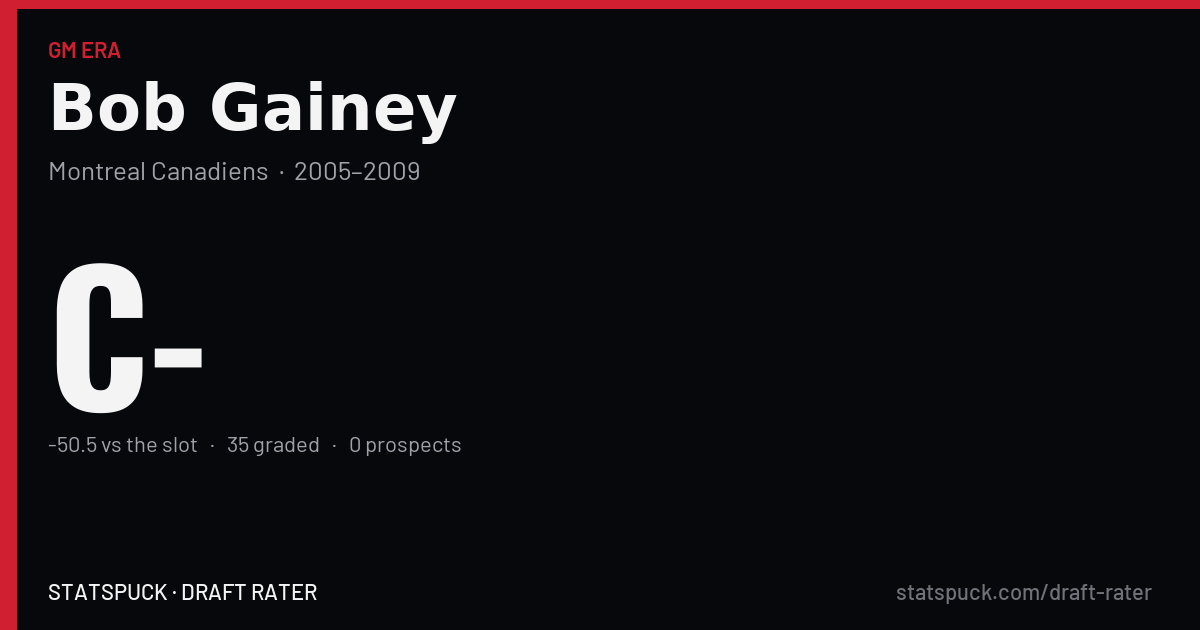 GM ERA
Bob Gainey
Montreal Canadiens · 2005–2009
C-
-50.5 vs the slot · 35 graded · 0 prospects
STATSPUCK · DRAFT RATER
statspuck.com/draft-rater